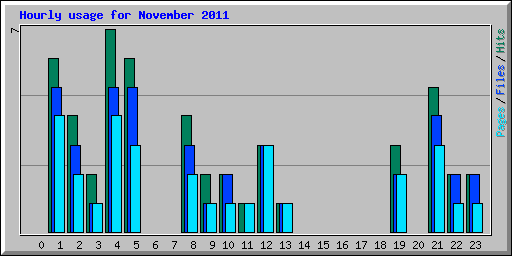 Hourly usage for November 2011
7
Pages/Files/Hits
0 1 2 3 4 5 6 7 8 9 10 11 12 13 14 15 16 17 18 19 20 21 22 23